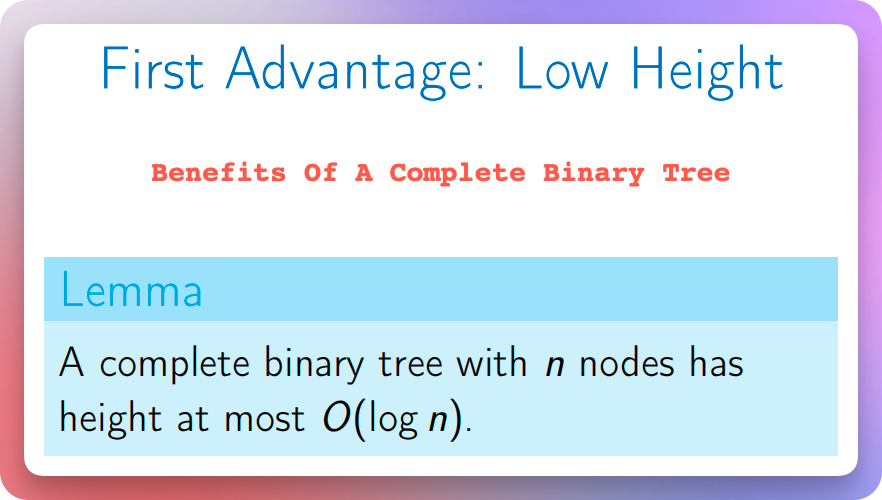 First Advantage: Low Height
Benefits Of A Complete Binary Tree
Lemma
A complete binary tree with n nodes has
height at most O(log n).